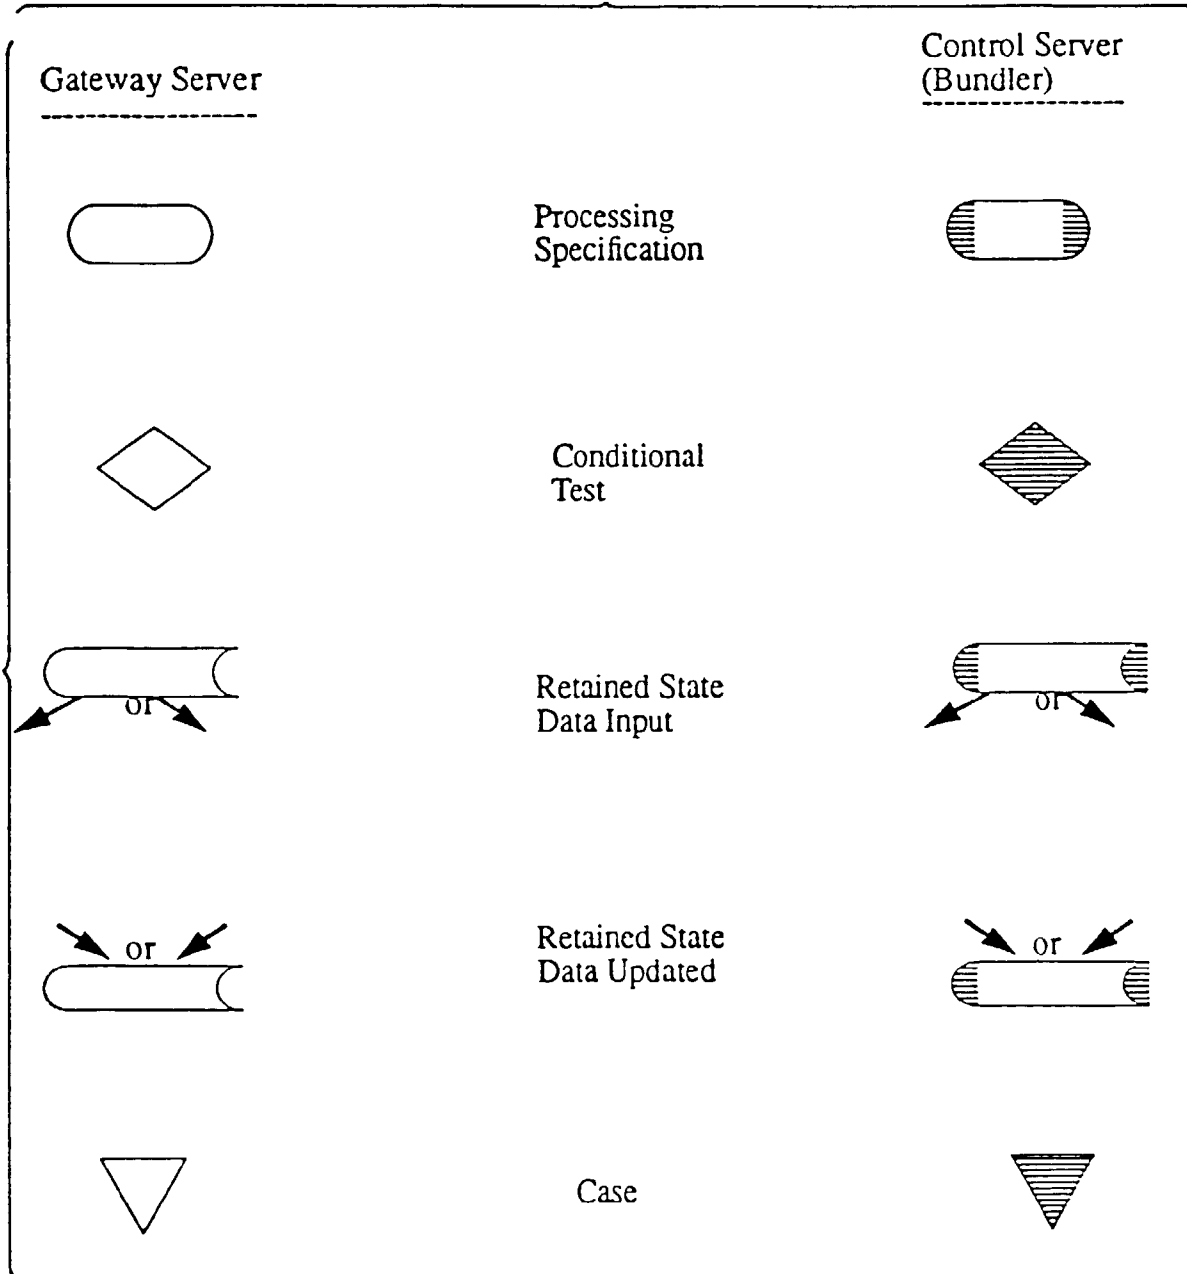 Gateway Server
Control Server
(Bundler)
Processing
Specification
Conditional
Test
or
Retained State
Data Input
or
or
Retained State
Data Updated
or
Case